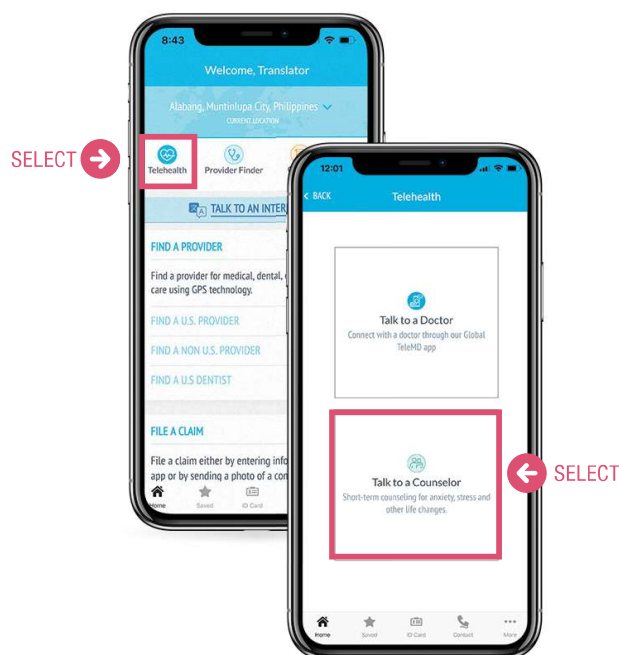 SELECT
8:43
Welcome, Translator
Alabang, Muntinlupa City, Philippines
CURRENT LOCATION
Telehealth
Provider Finder
TALK TO AN INTER
FIND A PROVIDER
Find a provider for medical, dental,
care using GPS technology.
FIND A U.S. PROVIDER
FIND A NON U.S. PROVIDER
FIND A U.S DENTIST
FILE A CLAIM
File a claim either by entering info
app or by sending a photo of a com
Home
Saved
ID Card
12:01
< BACK
Telehealth
Talk to a Doctor
Connect with a doctor through our Global
TeleMD app
Talk to a Counselor
Short-term counseling for anxiety, stress and
other life changes.
SELECT
Home
Saved
ID Card
Contact
More